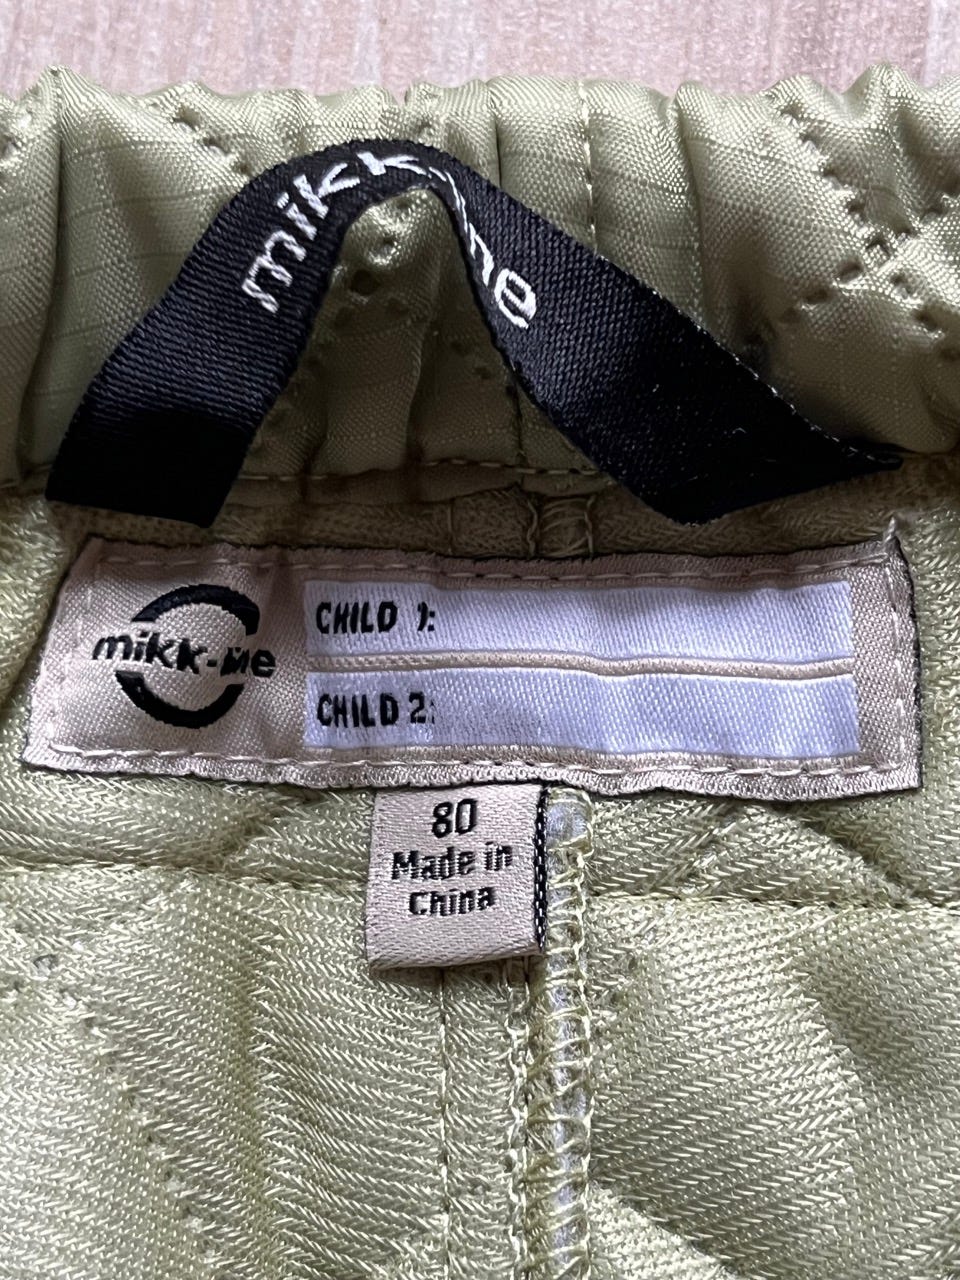 mikk-line
mikk-line
CHILD 1:
CHILD 2:
80
Made in
China